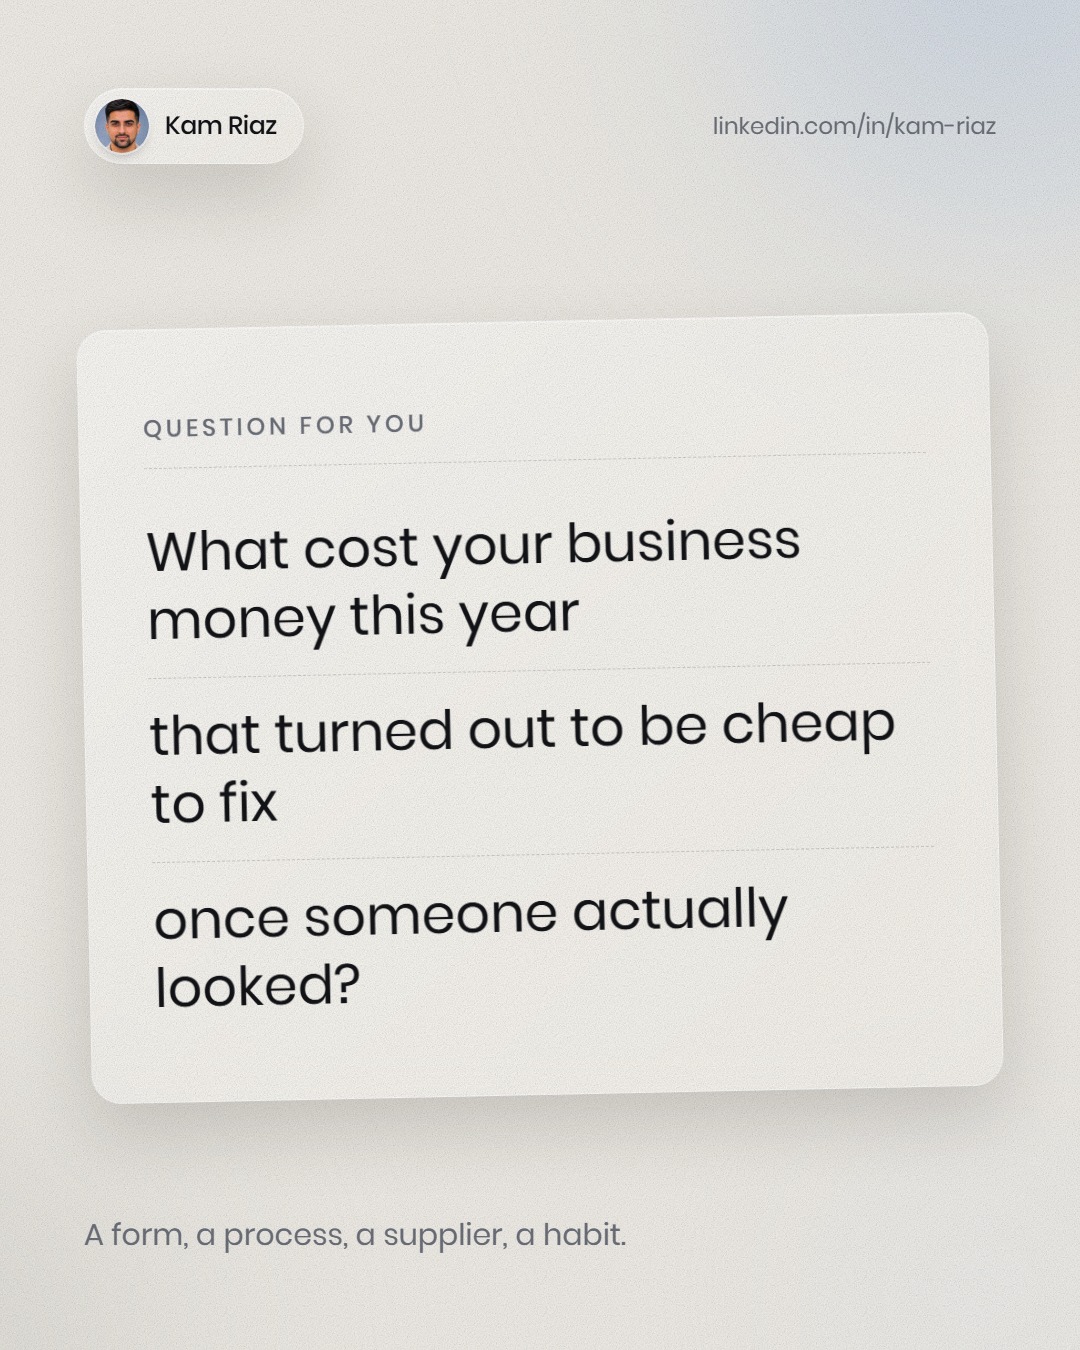 Kam Riaz
linkedin.com/in/kam-riaz
QUESTION FOR YOU
What cost your business
money this year
that turned out to be cheap
to fix
once someone actually
looked?
A form, a process, a supplier, a habit.